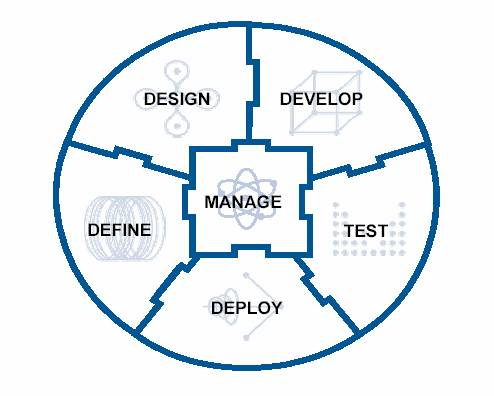 DESIGN
DEVELOP
MANAGE
DEFINE
TEST
DEPLOY